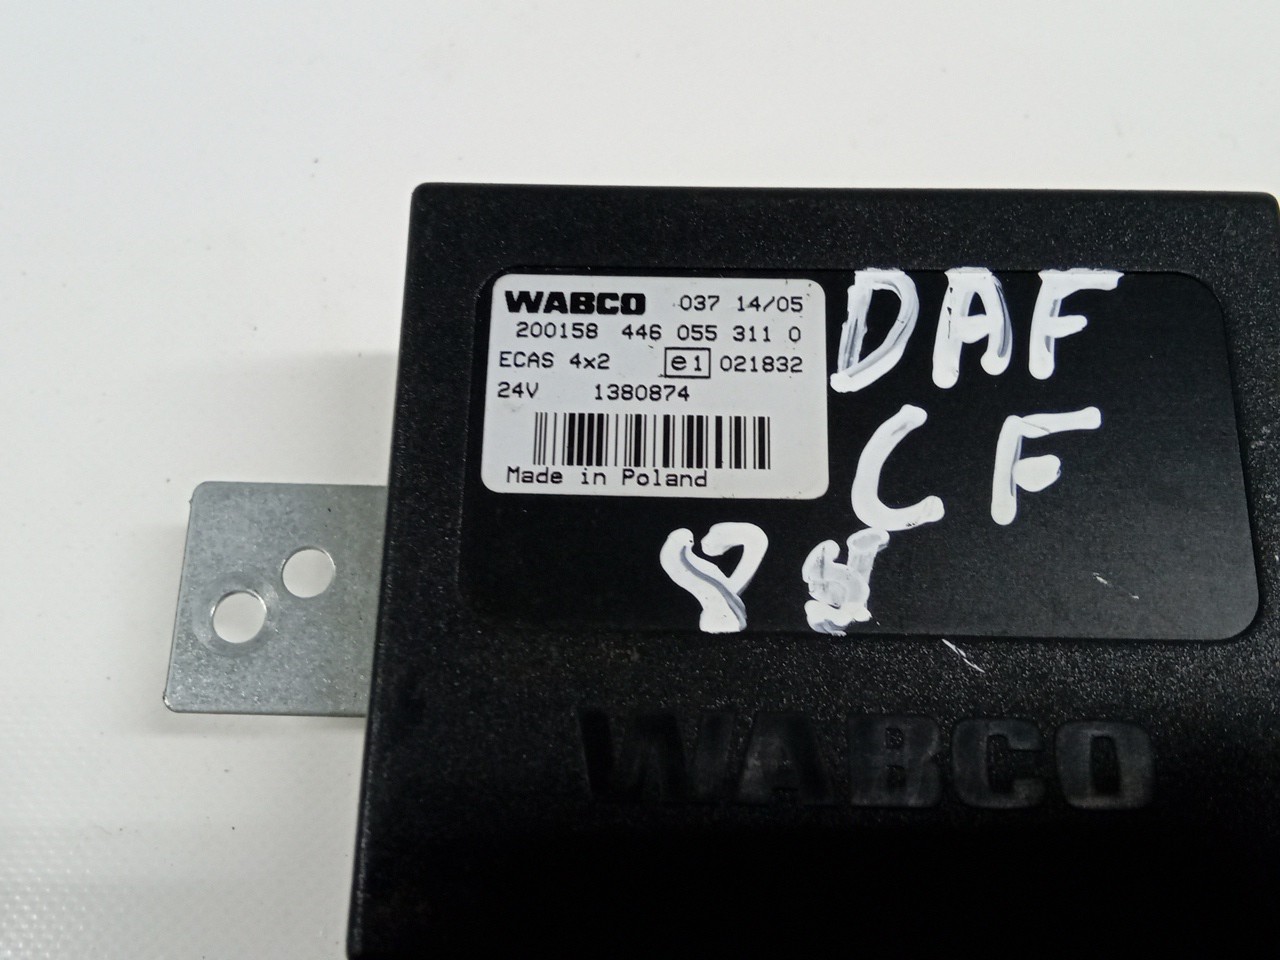 WABCO 037 14/05
200158 446 055 311 0
ECAS 4x2 e1 021832
24V 1380874
Made in Poland
DAF
CF
WABCO